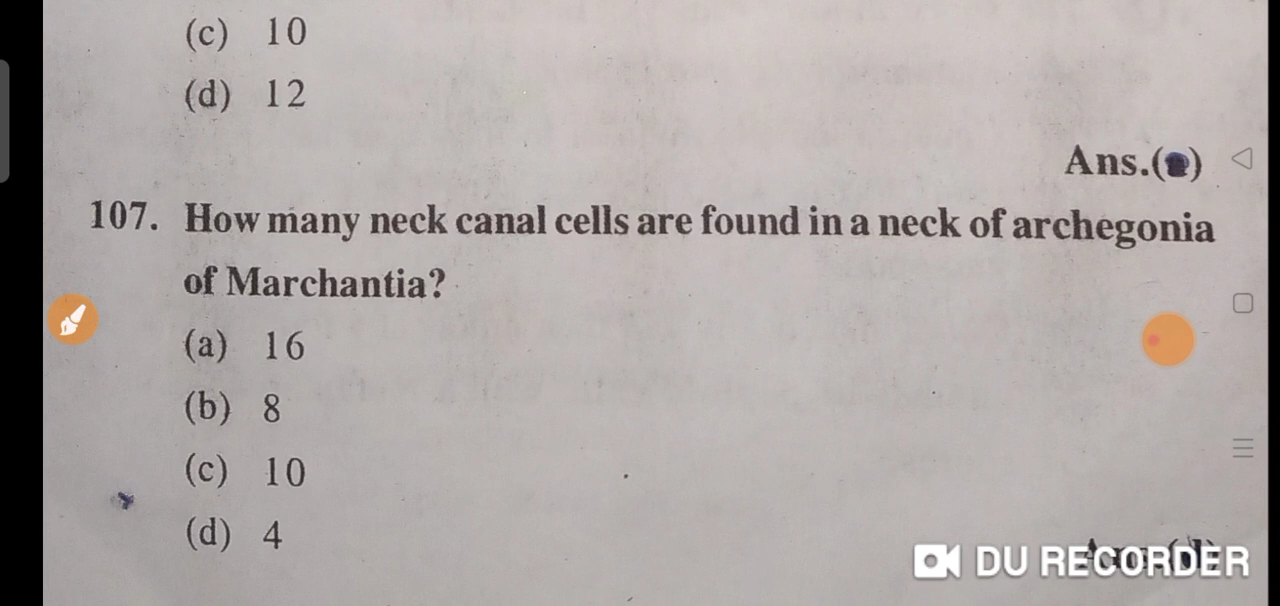 (c) 10
(d) 12
Ans.( )
107. How many neck canal cells are found in a neck of archegonia
of Marchantia?
(a) 16
(b) 8
(c) 10
(d) 4
DU RECORDER